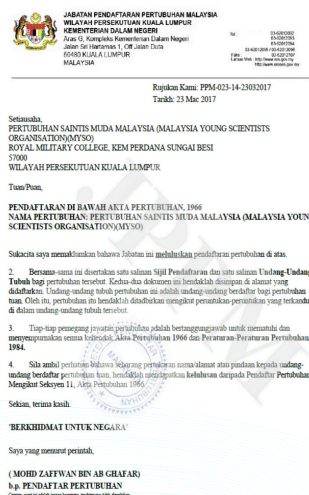 JABATAN PENDAFTARAN PERTUBUHAN MALAYSIA
WILAYAH PERSEKUTUAN KUALA LUMPUR
KEMENTERIAN DALAM NEGERI
Aras G, Kompleks Kementerian Dalam Negeri
Jalan Sri Hartamas 1, Off Jalan Duta
50480 KUALA LUMPUR
MALAYSIA
Rujukan Kami: PPM-023-14-23032017
Tarikh: 23 Mac 2017
Setiausaha,
PERTUBUHAN SAINTIS MUDA MALAYSIA (MALAYSIA YOUNG SCIENTISTS
ORGANISATION)(MYSO)
ROYAL MILITARY COLLEGE, KEM PERDANA SUNGAI BESI
57000
WILAYAH PERSEKUTUAN KUALA LUMPUR
Tuan/Puan,
PENDAFTARAN DI BAWAH AKTA PERTUBUHAN, 1966
NAMA PERTUBUHAN: PERTUBUHAN SAINTIS MUDA MALAYSIA (MALAYSIA YOUN
SCIENTISTS ORGANISATION)(MYSO)
Sukacita saya memaklumkan bahawa Jabatan ini meluluskan pendaftaran pertubuhan di atas.
2. Bersama-sama ini disertakan satu salinan Sijil Pendaftaran dan satu salinan Undang-Undang
Tubuh bagi pertubuhan tersebut. Kedua-dua dokumen ini hendaklah disimpan di alamat yang
didaftarkan. Undang-undang tubuh pertubuhan ini adalah undang-undang berdaftar bagi pertubuhan
tuan. Oleh itu, pertubuhan itu hendaklah ditadbirkan mengikut peruntukan-peruntukan yang terkandu
di dalam undang-undang tubuh tersebut.
3. Tiap-tiap pemegang jawatan pertubuhan adalah bertanggungjawab untuk mematuhi dan
menyempurnakan semua kehendak Akta Pertubuhan 1966 dan Peraturan-Peraturan Pertubuhan
1984.
4. Sila ambil perhatian bahawa sebarang pertukaran nama/alamat atau pindaan kepada undang-
undang berdaftar pertubuhan tuan, hendaklah mendapatkan kelulusan daripada Pendaftar Pertubuhan
Mengikut Seksyen 11, Akta Pertubuhan 1966.
Sekian, terima kasih.
'BERKHIDMAT UNTUK NEGARA'
Saya yang menurut perintah,
( MOHD ZAFFWAN BIN AB GHAFAR)
b.p. PENDAFTAR PERTUBUHAN